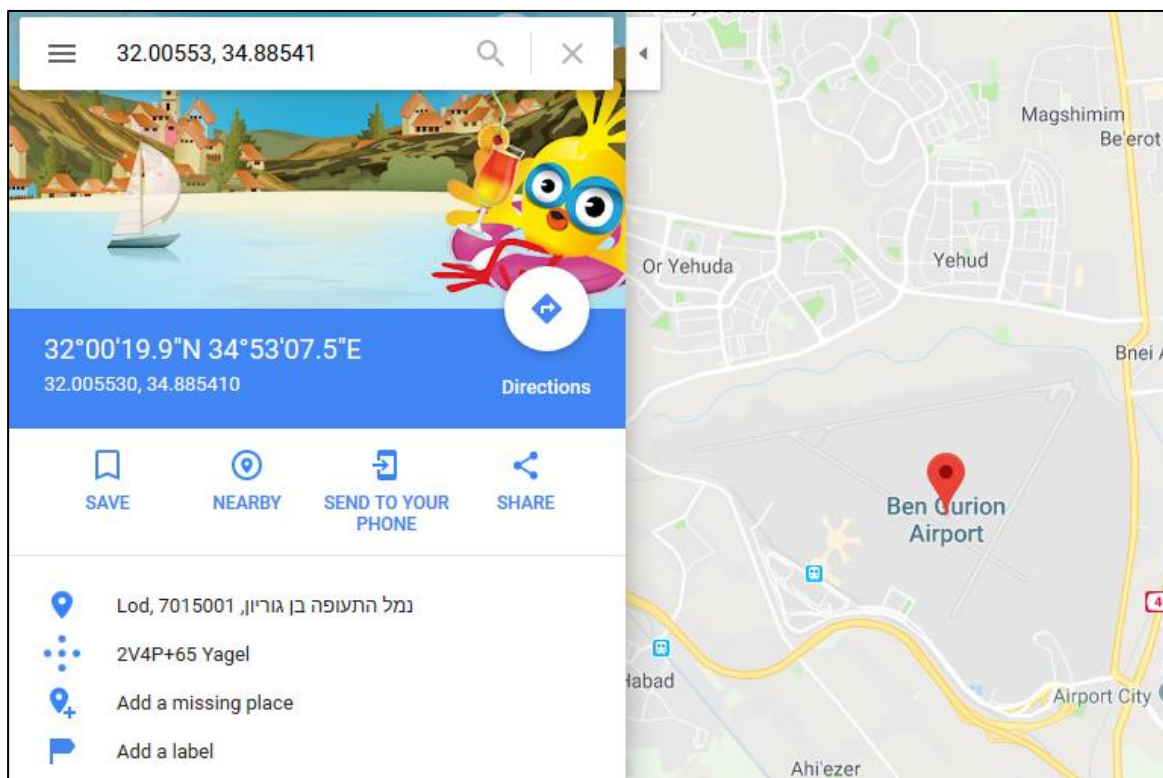 32.00553, 34.88541
32°00'19.9"N 34°53'07.5"E
32.005530, 34.885410
Directions
SAVE
NEARBY
SEND TO YOUR
PHONE
SHARE
Lod, 7015001 ,נמל התעופה בן גוריון
2V4P+65 Yagel
Add a missing place
Add a label
Magshimim
Be'erot
Or Yehuda
Yehud
Bnei
Ben Gurion
Airport
4
Habad
Airport City
Ahi'ezer